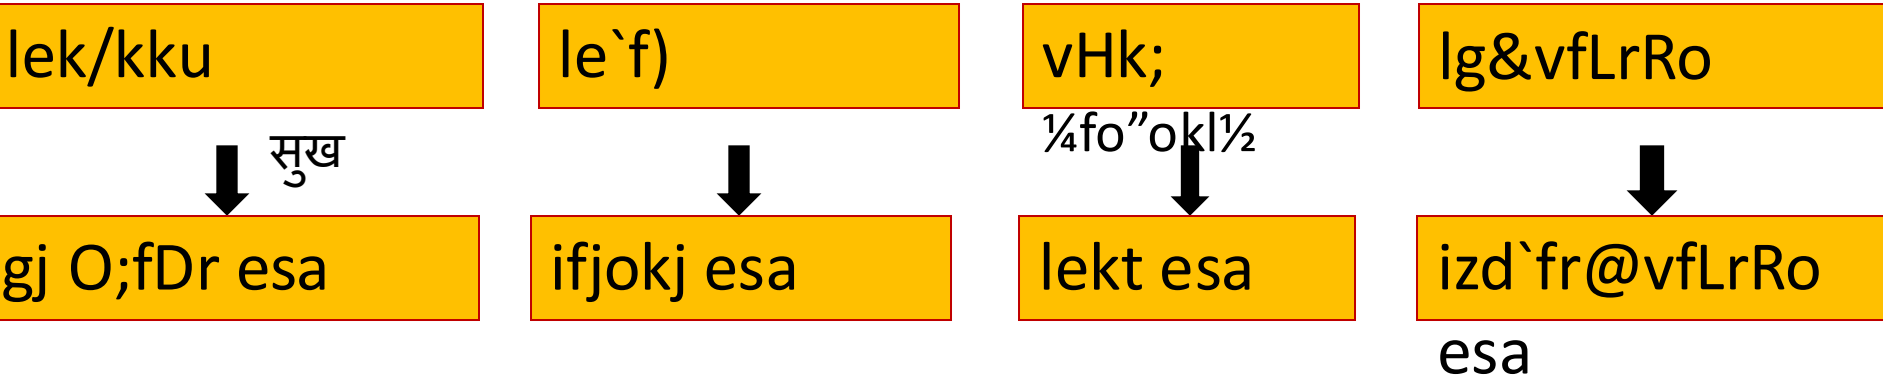 lek/kku
le`f)
vHk;
lg&vfLrRo
¼fo”okl½
सुख
gj O;fDr esa
ifjokj esa
lekt esa
izd`fr@vfLrRo
esa